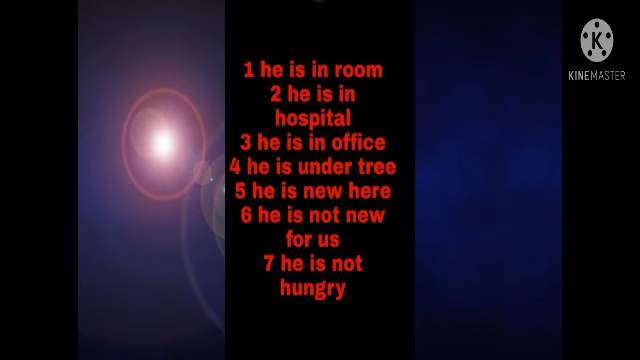 1 he is in room
2 he is in
hospital
3 he is in office
4 he is under tree
5 he is new here
6 he is not new
for us
7 he is not
hungry
K
KINEMASTER